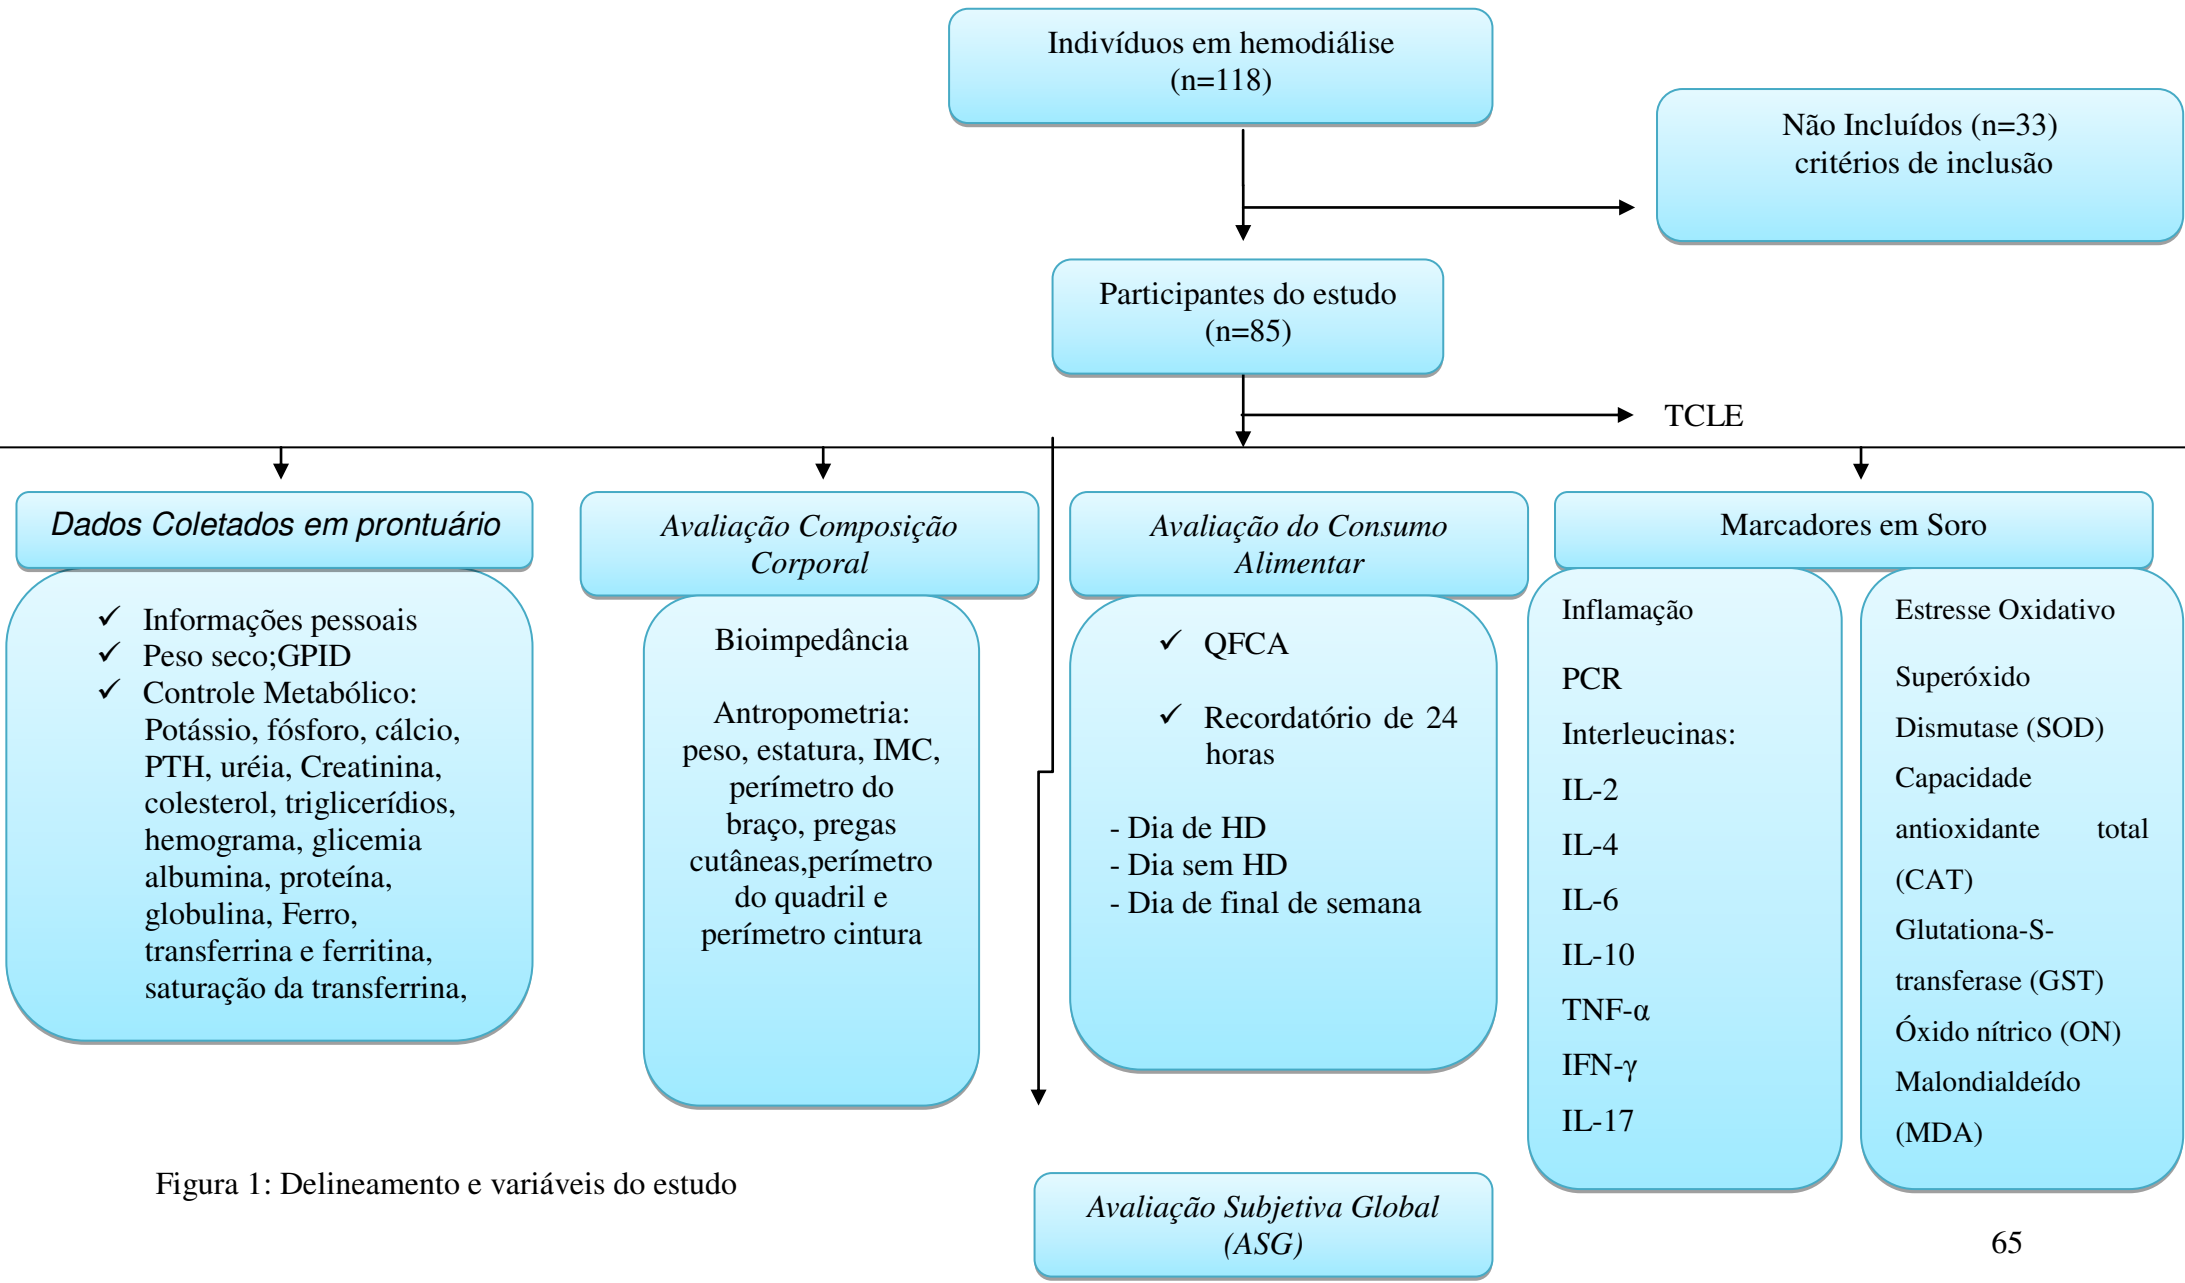 Indivíduos em hemodiálise
(n=118)
Não Incluídos (n=33)
critérios de inclusão
Participantes do estudo
(n=85)
TCLE
Dados Coletados em prontuário
✓ Informações pessoais
✓ Peso seco;GPID
✓ Controle Metabólico:
Potássio, fósforo, cálcio,
PTH, uréia, Creatinina,
colesterol, triglicerídios,
hemograma, glicemia
albumina, proteína,
globulina, Ferro,
transferrina e ferritina,
saturação da transferrina,
Avaliação Composição
Corporal
Bioimpedância
Antropometria:
peso, estatura, IMC,
perímetro do
braço, pregas
cutâneas,perímetro
do quadril e
perímetro cintura
Avaliação do Consumo
Alimentar
✓ QFCA
✓ Recordatório de 24
horas
- Dia de HD
- Dia sem HD
- Dia de final de semana
Marcadores em Soro
Inflamação
PCR
Interleucinas:
IL-2
IL-4
IL-6
IL-10
TNF-α
IFN-γ
IL-17
Estresse Oxidativo
Superóxido
Dismutase (SOD)
Capacidade
antioxidante total
(CAT)
Glutationa-S-
transferase (GST)
Óxido nítrico (ON)
Malondialdeído
(MDA)
Figura 1: Delineamento e variáveis do estudo
Avaliação Subjetiva Global
(ASG)
65